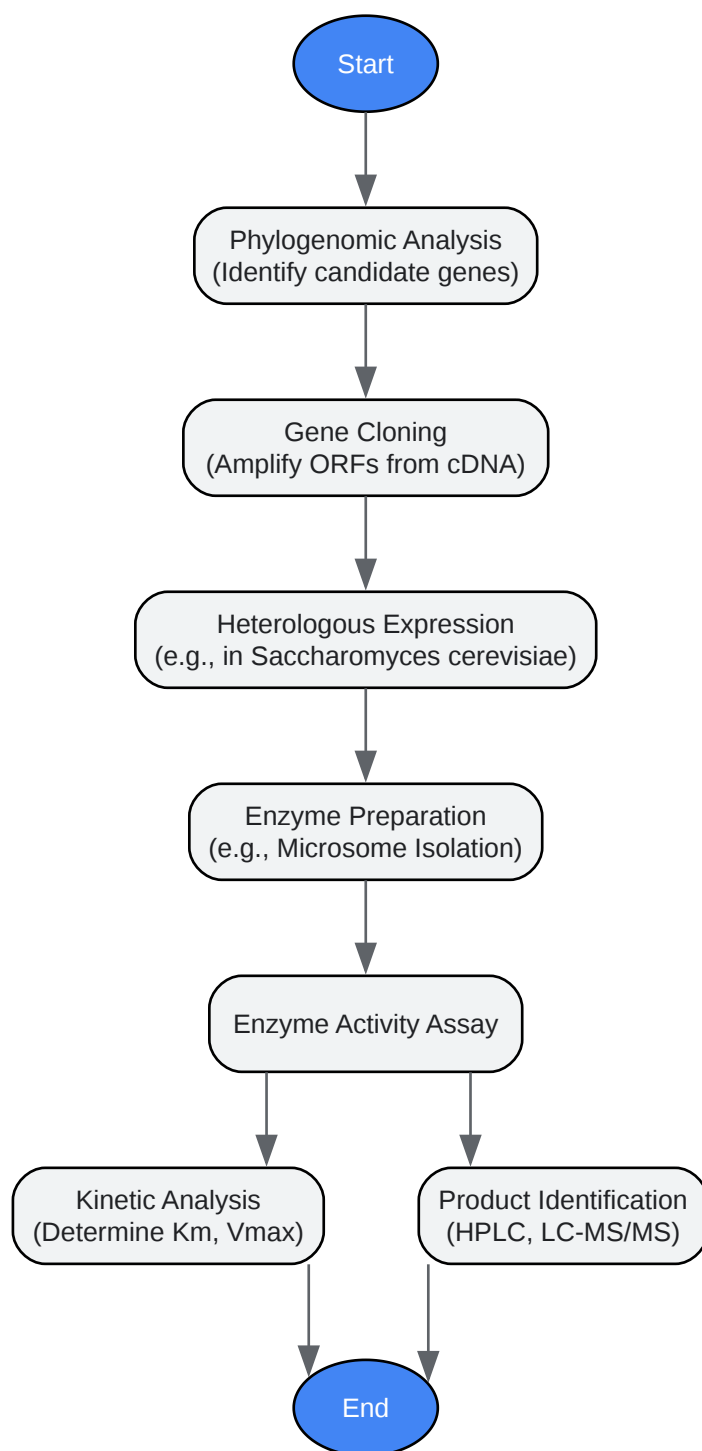 Start
Phylogenomic Analysis
(Identify candidate genes)
Gene Cloning
(Amplify ORFs from cDNA)
Heterologous Expression
(e.g., in Saccharomyces cerevisiae)
Enzyme Preparation
(e.g., Microsome Isolation)
Enzyme Activity Assay
Kinetic Analysis
(Determine Km, Vmax)
Product Identification
(HPLC, LC-MS/MS)
End